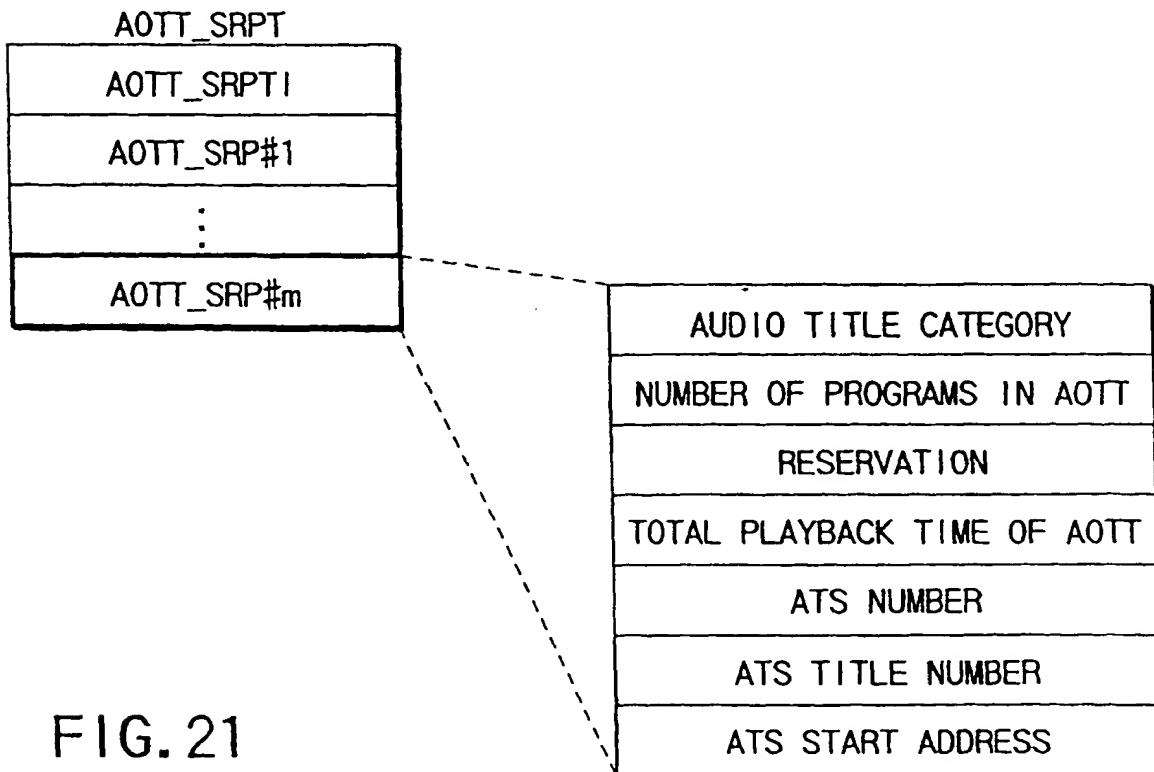 AOTT_SRPT
AOTT_SRPTI
AOTT_SRP#1
⋮
AOTT_SRP#m
AUDIO TITLE CATEGORY
NUMBER OF PROGRAMS IN AOTT
RESERVATION
TOTAL PLAYBACK TIME OF AOTT
ATS NUMBER
ATS TITLE NUMBER
ATS START ADDRESS
FIG. 21